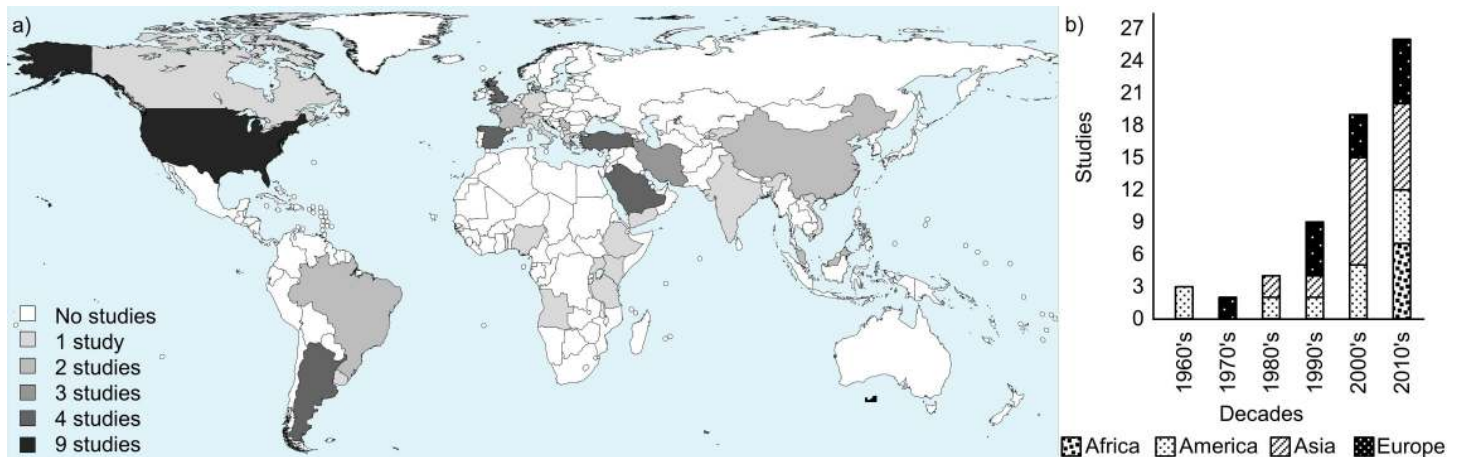 a)
No studies
1 study
2 studies
3 studies
4 studies
9 studies
b)
Studies
27
24
21
18
15
12
9
6
3
0
1960's
1970's
1980's
1990's
2000's
2010's
Decades
Africa America Asia Europe